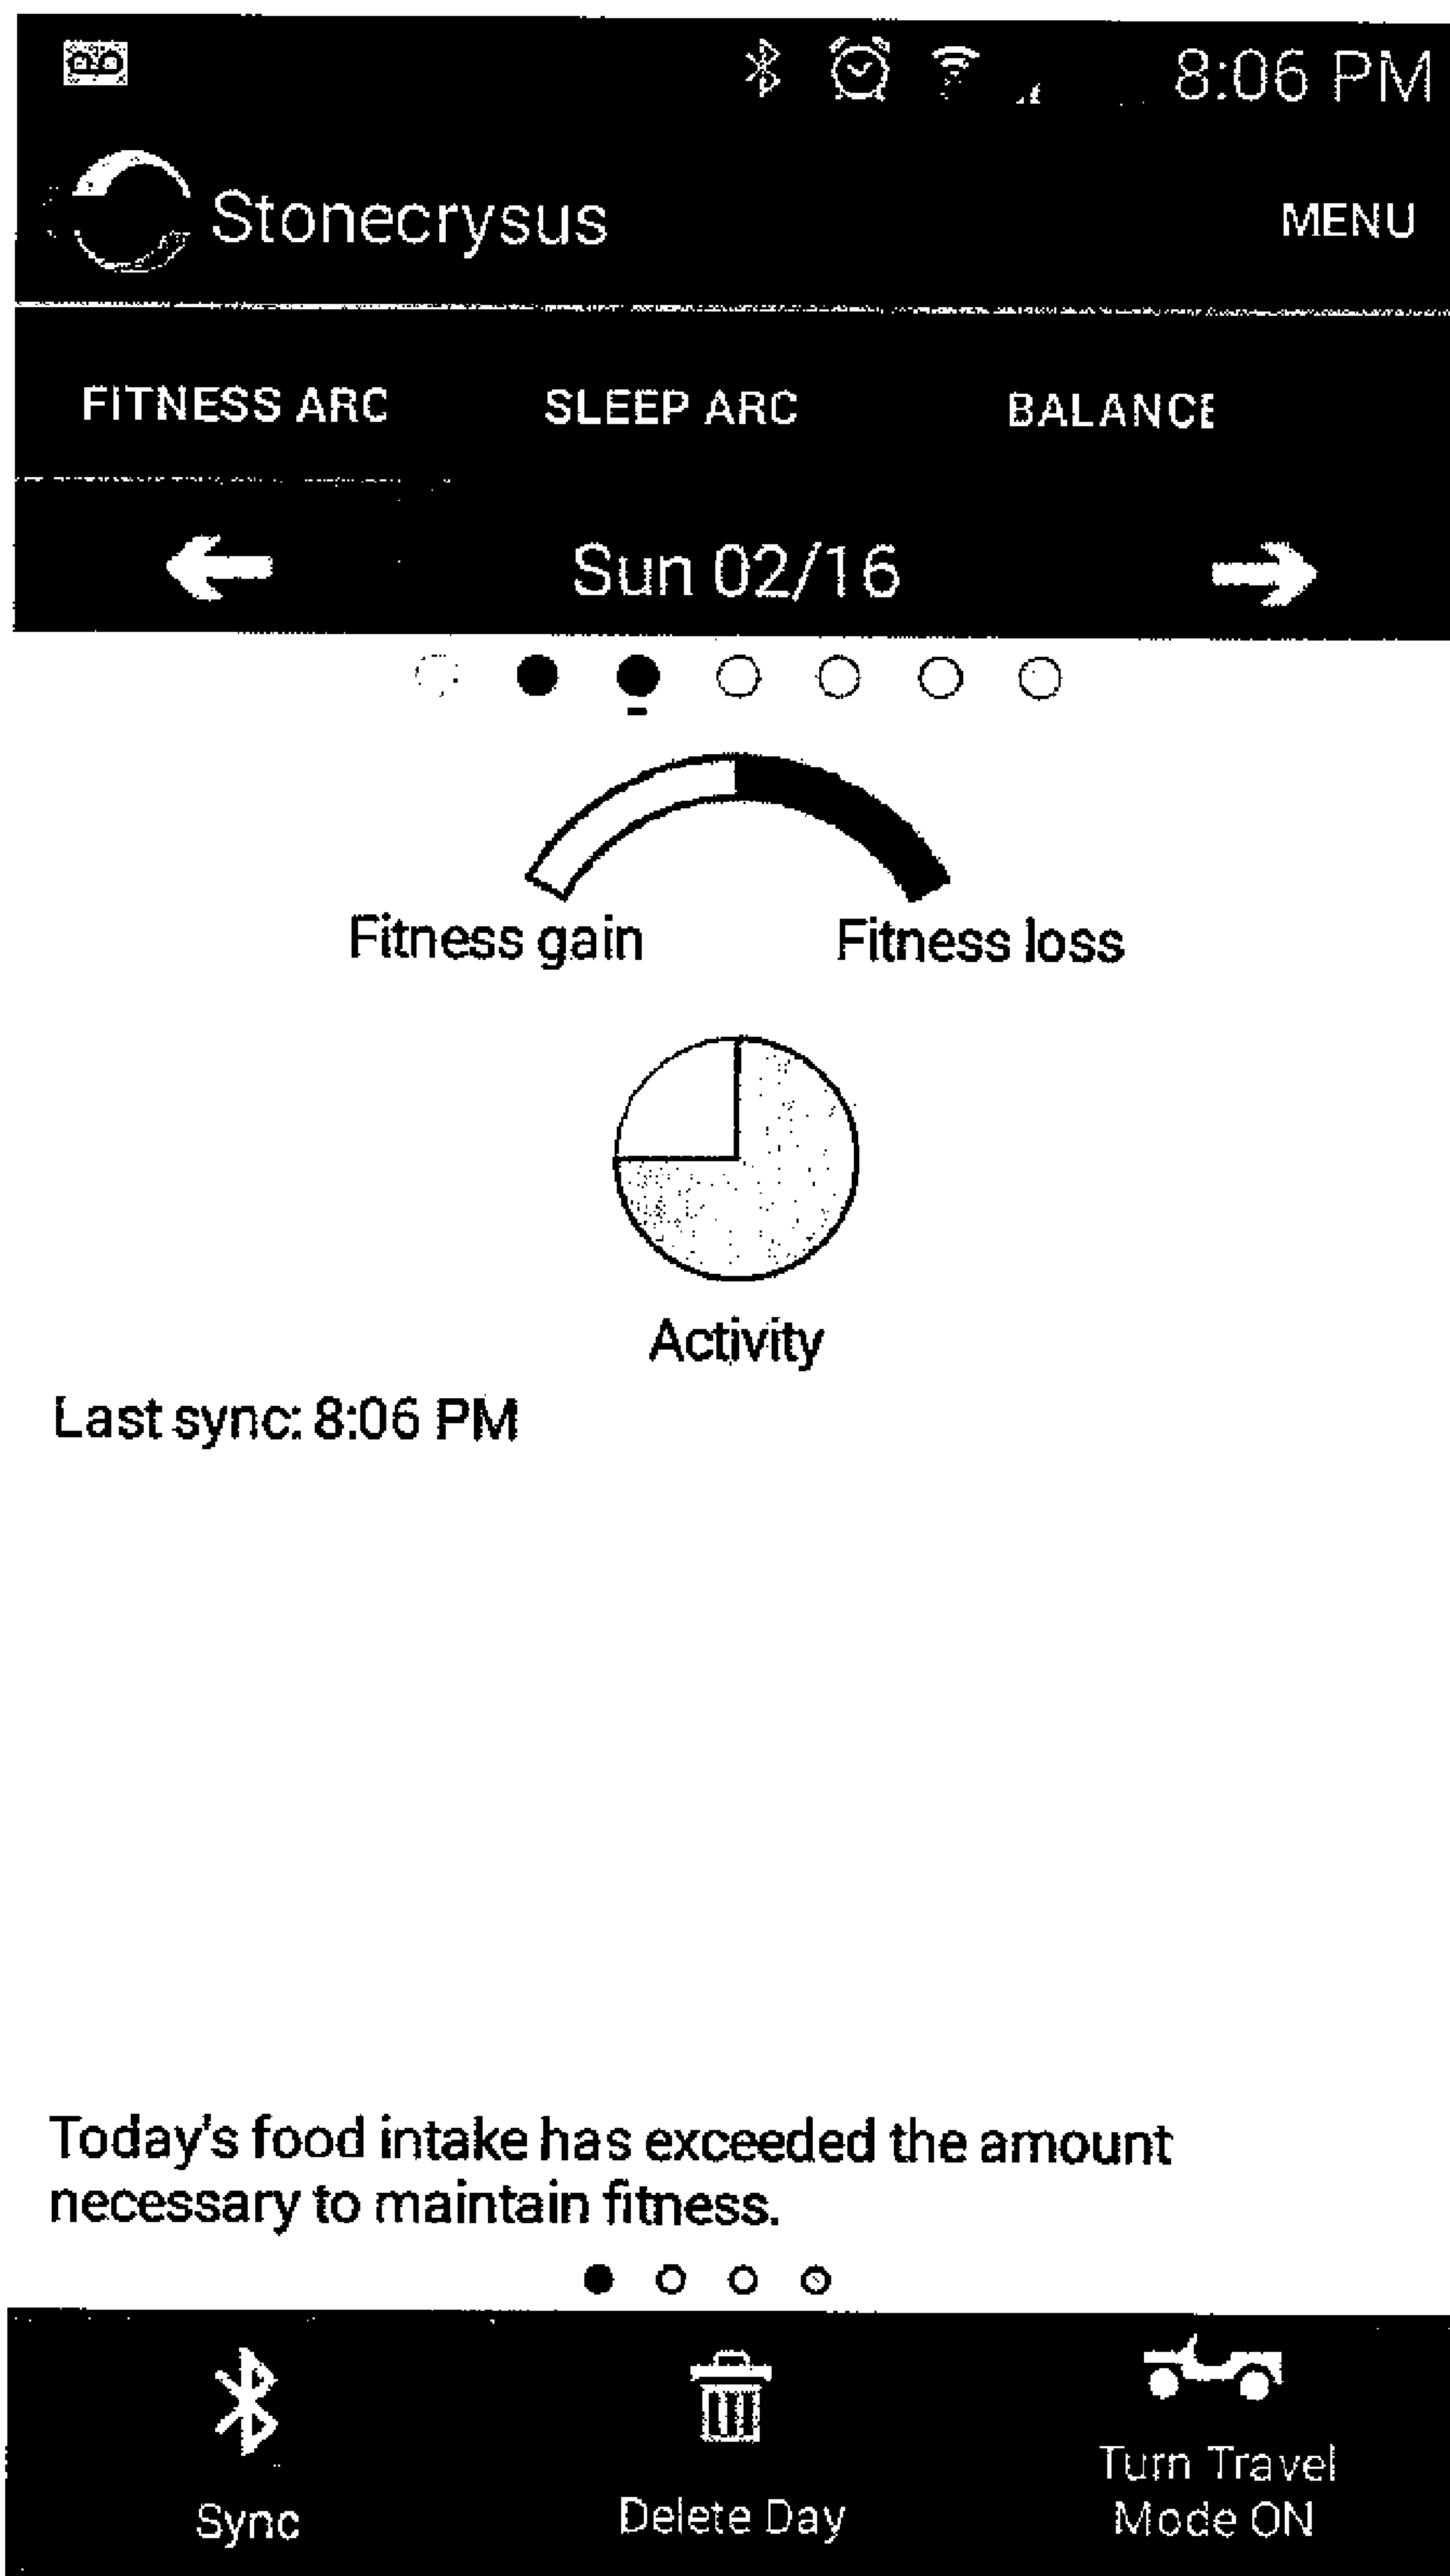 8:06 PM
Stonecrysus
MENU
FITNESS ARC
SLEEP ARC
BALANCE
Sun 02/16
Fitness gain
Fitness loss
Activity
Last sync: 8:06 PM
Today's food intake has exceeded the amount
necessary to maintain fitness.
Sync
Delete Day
Turn Travel
Mode ON